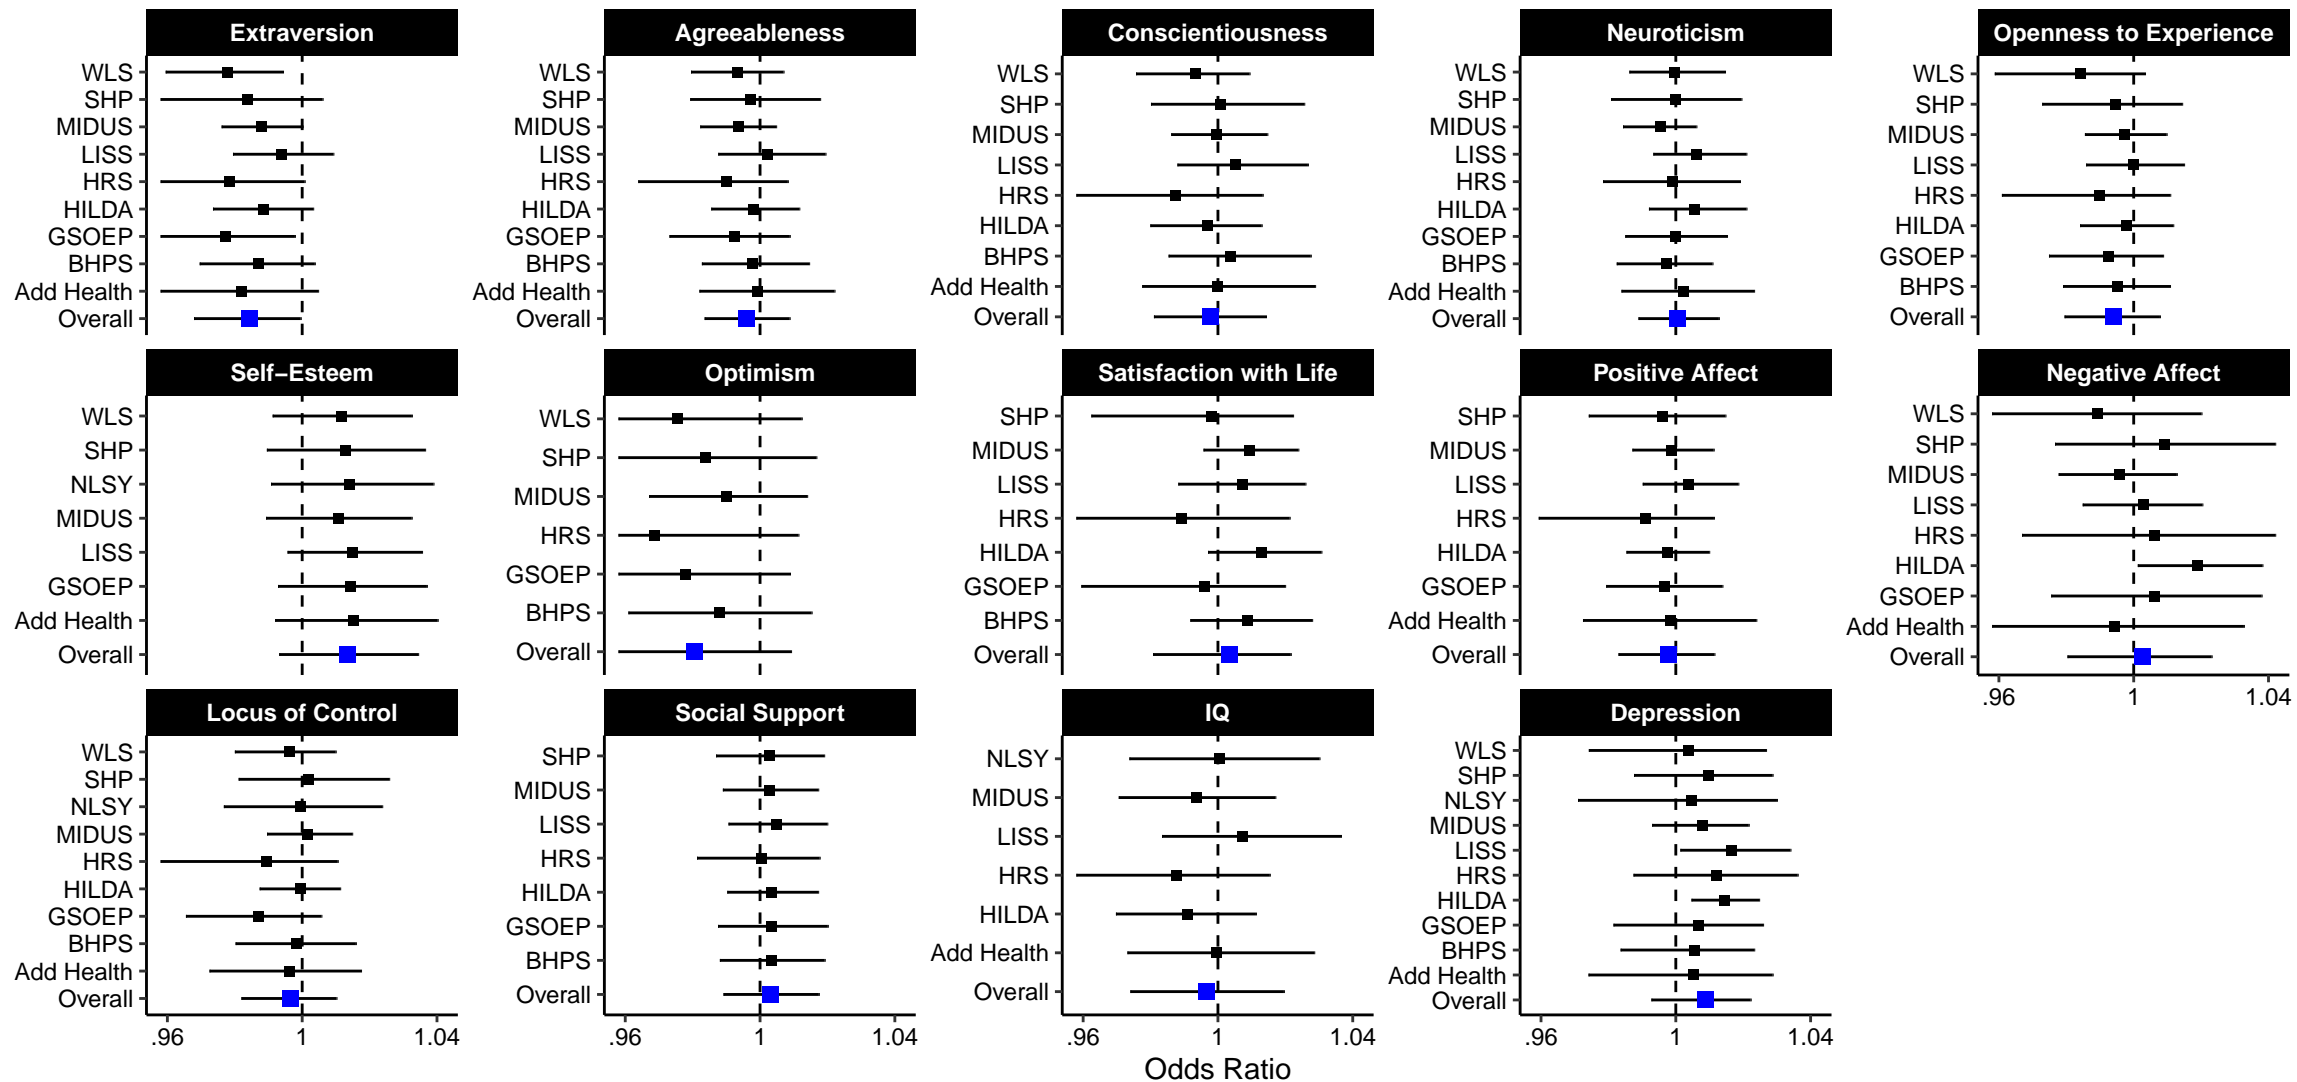 Extraversion
WLS
SHP
MIDUS
LISS
HRS
HILDA
GSOEP
BHPS
Add Health
Overall
Agreeableness
WLS
SHP
MIDUS
LISS
HRS
HILDA
GSOEP
BHPS
Add Health
Overall
Conscientiousness
WLS
SHP
MIDUS
LISS
HRS
HILDA
BHPS
Add Health
Overall
Neuroticism
WLS
SHP
MIDUS
LISS
HRS
HILDA
GSOEP
BHPS
Add Health
Overall
Openness to Experience
WLS
SHP
MIDUS
LISS
HRS
HILDA
GSOEP
BHPS
Overall
Self−Esteem
WLS
SHP
NLSY
MIDUS
LISS
GSOEP
Add Health
Overall
Optimism
WLS
SHP
MIDUS
HRS
GSOEP
BHPS
Overall
Satisfaction with Life
SHP
MIDUS
LISS
HRS
HILDA
GSOEP
BHPS
Overall
Positive Affect
SHP
MIDUS
LISS
HRS
HILDA
GSOEP
Add Health
Overall
Negative Affect
WLS
SHP
MIDUS
LISS
HRS
HILDA
GSOEP
Add Health
Overall
.96 1 1.04
Locus of Control
WLS
SHP
NLSY
MIDUS
HRS
HILDA
GSOEP
BHPS
Add Health
Overall
.96 1 1.04
Social Support
SHP
MIDUS
LISS
HRS
HILDA
GSOEP
BHPS
Overall
.96 1 1.04
IQ
NLSY
MIDUS
LISS
HRS
HILDA
Add Health
Overall
.96 1 1.04
Depression
WLS
SHP
NLSY
MIDUS
LISS
HRS
HILDA
GSOEP
BHPS
Add Health
Overall
.96 1 1.04
Odds Ratio